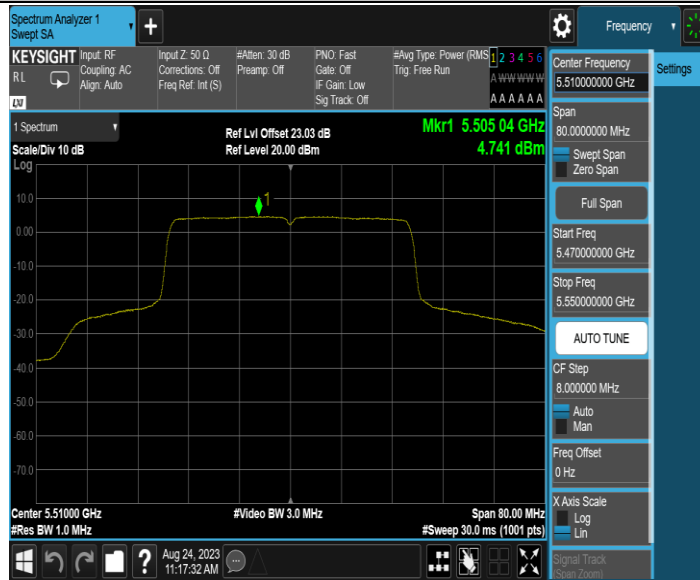 Spectrum Analyzer 1
Swept SA
+
Frequency
KEYSIGHT
RL
LXI
Input: RF
Coupling: AC
Align: Auto
Input Z: 50 Ω
Corrections: Off
Freq Ref: Int (S)
#Atten: 30 dB
Preamp: Off
PNO: Fast
Gate: Off
IF Gain: Low
Sig Track: Off
#Avg Type: Power (RMS
Trig: Free Run
1 2 3 4 5 6
A W W W W W
A A A A A A
1 Spectrum
Scale/Div 10 dB
Log
Ref Lvl Offset 23.03 dB
Ref Level 20.00 dBm
Mkr1 5.505 04 GHz
4.741 dBm
1
10.0
0.00
-10.0
-20.0
-30.0
-40.0
-50.0
-60.0
-70.0
Center 5.51000 GHz
#Res BW 1.0 MHz
#Video BW 3.0 MHz
Span 80.00 MHz
#Sweep 30.0 ms (1001 pts)
Aug 24, 2023
11:17:32 AM
?
Center Frequency
5.510000000 GHz
Settings
Span
80.0000000 MHz
Swept Span
Zero Span
Full Span
Start Freq
5.470000000 GHz
Stop Freq
5.550000000 GHz
AUTO TUNE
CF Step
8.000000 MHz
Auto
Man
Freq Offset
0 Hz
X Axis Scale
Log
Lin
Signal Track
(Span Zoom)